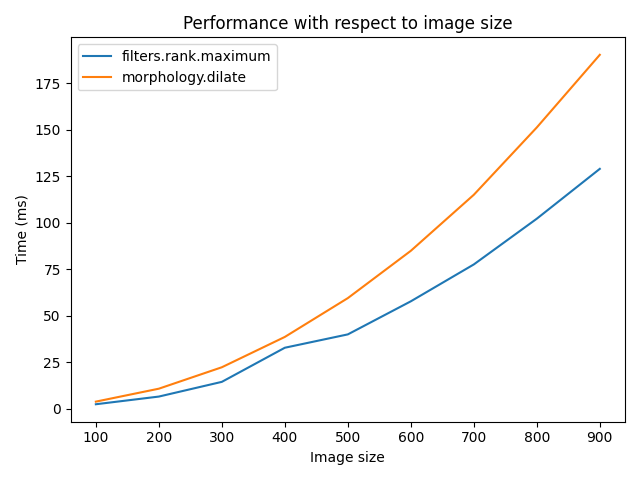 Performance with respect to image size
filters.rank.maximum
morphology.dilate
Time (ms)
175
150
125
100
75
50
25
0
100 200 300 400 500 600 700 800 900
Image size